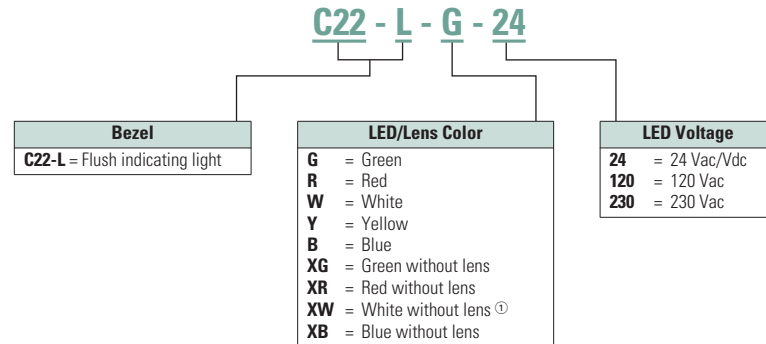 C22 - L - G - 24
Bezel
C22-L = Flush indicating light
LED/Lens Color
G = Green
R = Red
W = White
Y = Yellow
B = Blue
XG = Green without lens
XR = Red without lens
XW = White without lens ①
XB = Blue without lens
LED Voltage
24 = 24 Vac/Vdc
120 = 120 Vac
230 = 230 Vac